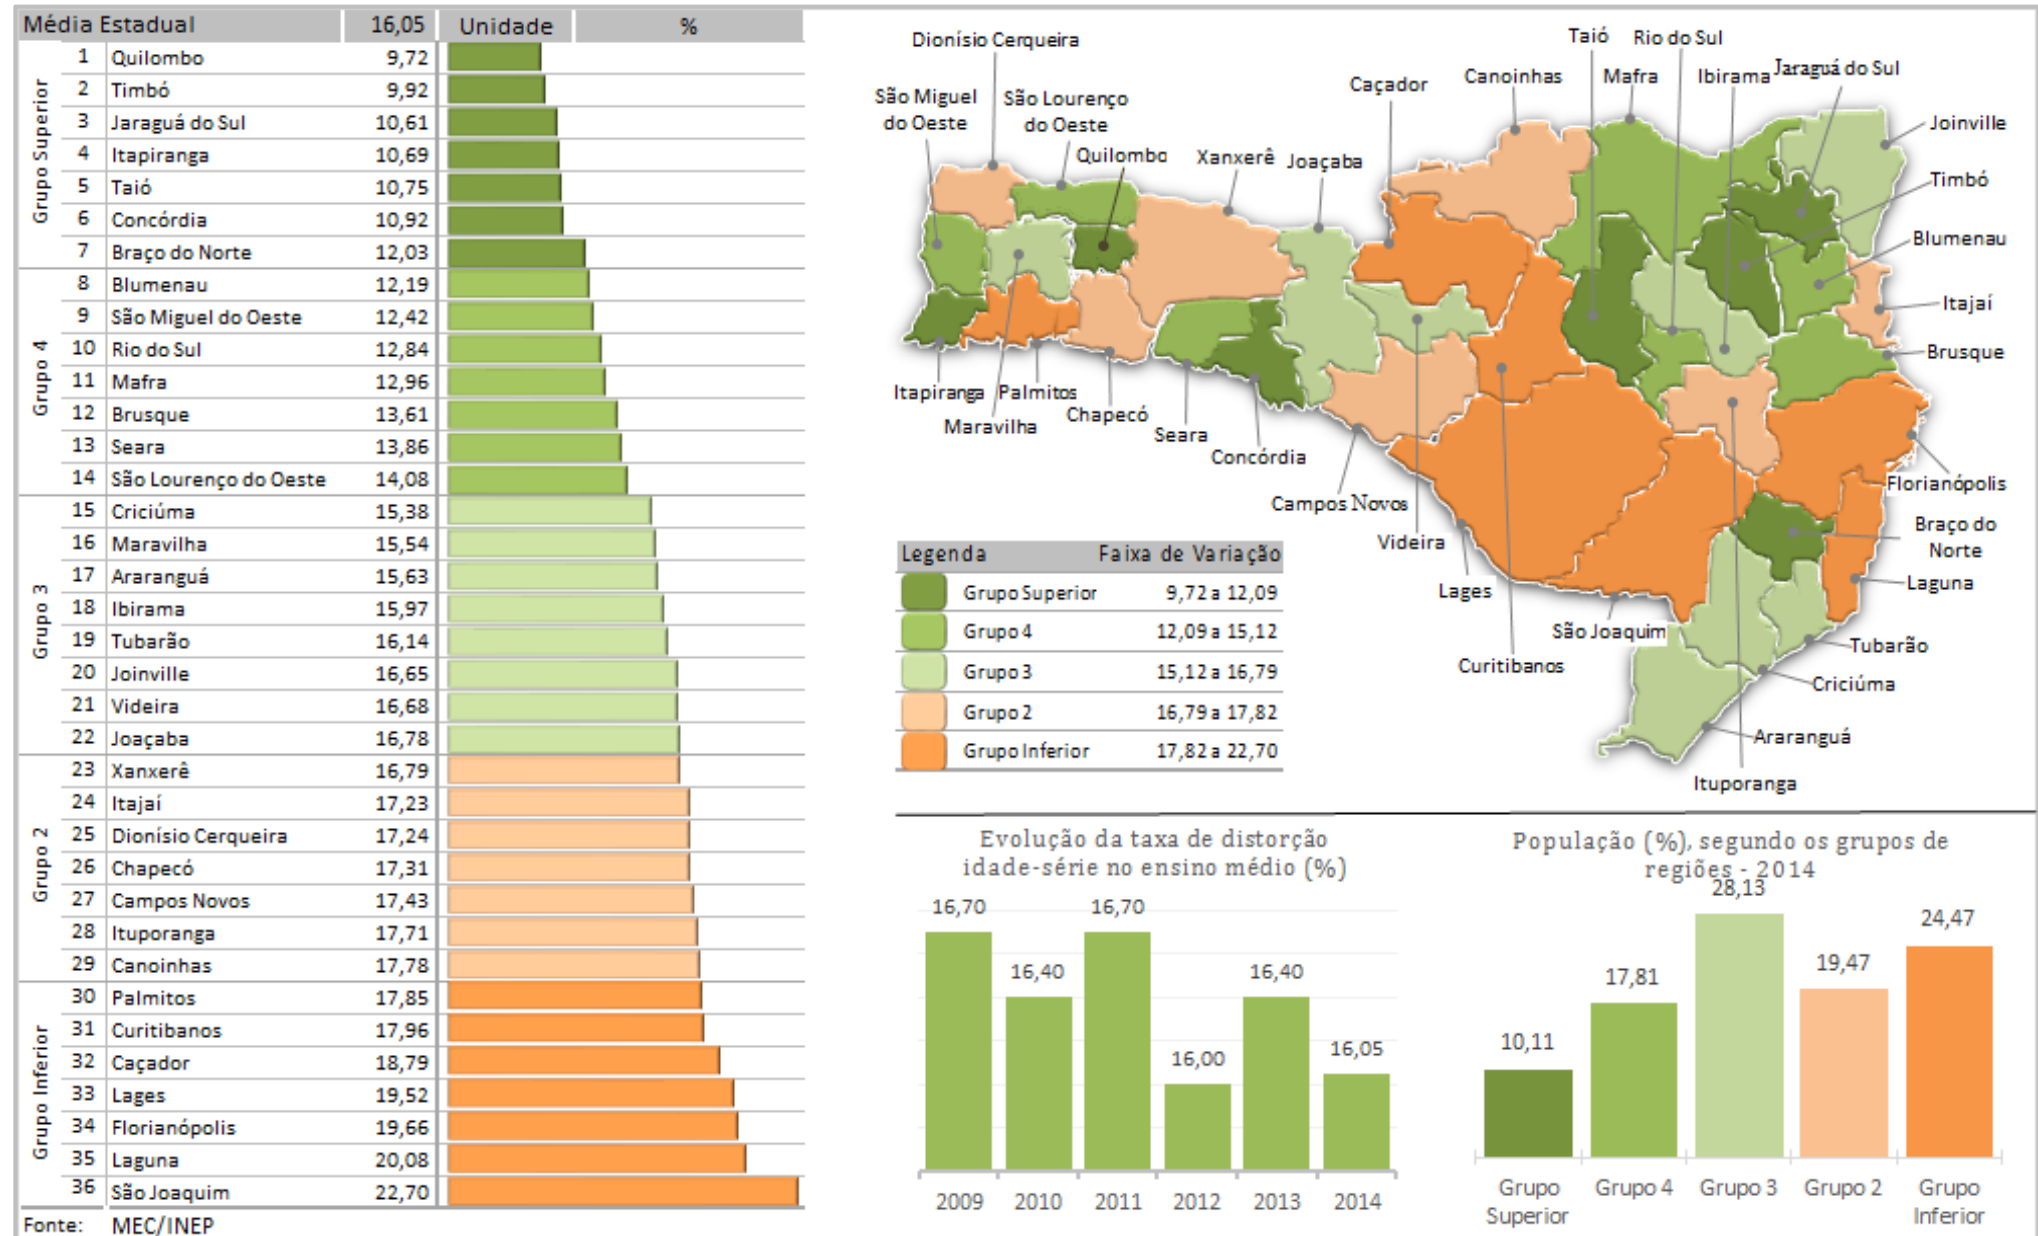 Média Estadual 16,05 Unidade %
Grupo Superior
1 Quilombo 9,72
2 Timbó 9,92
3 Jaraguá do Sul 10,61
4 Itapiranga 10,69
5 Taió 10,75
6 Concórdia 10,92
7 Braço do Norte 12,03
Grupo 4
8 Blumenau 12,19
9 São Miguel do Oeste 12,42
10 Rio do Sul 12,84
11 Mafra 12,96
12 Brusque 13,61
13 Seara 13,86
14 São Lourenço do Oeste 14,08
Grupo 3
15 Criciúma 15,38
16 Maravilha 15,54
17 Araranguá 15,63
18 Ibirama 15,97
19 Tubarão 16,14
20 Joinville 16,65
21 Videira 16,68
22 Joaçaba 16,78
Grupo 2
23 Xanxerê 16,79
24 Itajaí 17,23
25 Dionísio Cerqueira 17,24
26 Chapecó 17,31
27 Campos Novos 17,43
28 Ituporanga 17,71
29 Canoinhas 17,78
Grupo Inferior
30 Palmitos 17,85
31 Curitibanos 17,96
32 Caçador 18,79
33 Lages 19,52
34 Florianópolis 19,66
35 Laguna 20,08
36 São Joaquim 22,70
Fonte: MEC/INEP
Dionísio Cerqueira
São Miguel
do Oeste
São Lourenço
do Oeste
Quilombo
Xanxerê
Joaçaba
Caçador
Canoinhas
Taió
Mafra
Rio do Sul
Ibirama
Jaraguá do Sul
Joinville
Timbó
Blumenau
Itajaí
Brusque
Florianópolis
Braço do
Norte
Laguna
Tubarão
Criciúma
Araranguá
Ituporanga
Curitibanos
São Joaquim
Lages
Videira
Campos Novos
Concórdia
Seara
Chapecó
Palmitos
Maravilha
Itapiranga
Legenda Faixa de Variação
Grupo Superior 9,72 a 12,09
Grupo 4 12,09 a 15,12
Grupo 3 15,12 a 16,79
Grupo 2 16,79 a 17,82
Grupo Inferior 17,82 a 22,70
Evolução da taxa de distorção
idade-série no ensino médio (%)
16,70 16,40 16,70 16,00 16,40 16,05
2009 2010 2011 2012 2013 2014
População (%), segundo os grupos de
regiões - 2014
10,11 17,81 28,13 19,47 24,47
Grupo
Superior
Grupo 4
Grupo 3
Grupo 2
Grupo
Inferior